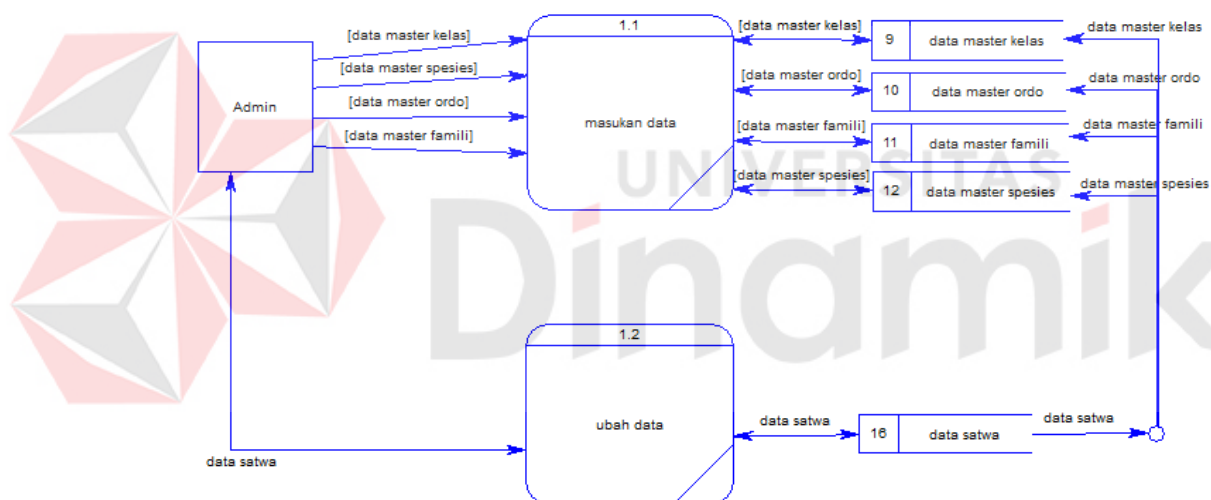 1.1
[data master kelas]
[data master spesies]
[data master ordo]
[data master famili]
Admin
masukan data
[data master kelas]
[data master ordo]
[data master famili]
[data master spesies]
9 data master kelas
10 data master ordo
11 data master famili
12 data master spesies
data master kelas
data master ordo
data master famili
data master spesies
UNIVERSITAS
Dinamik
1.2
ubah data
data satwa
data satwa
16 data satwa
data satwa